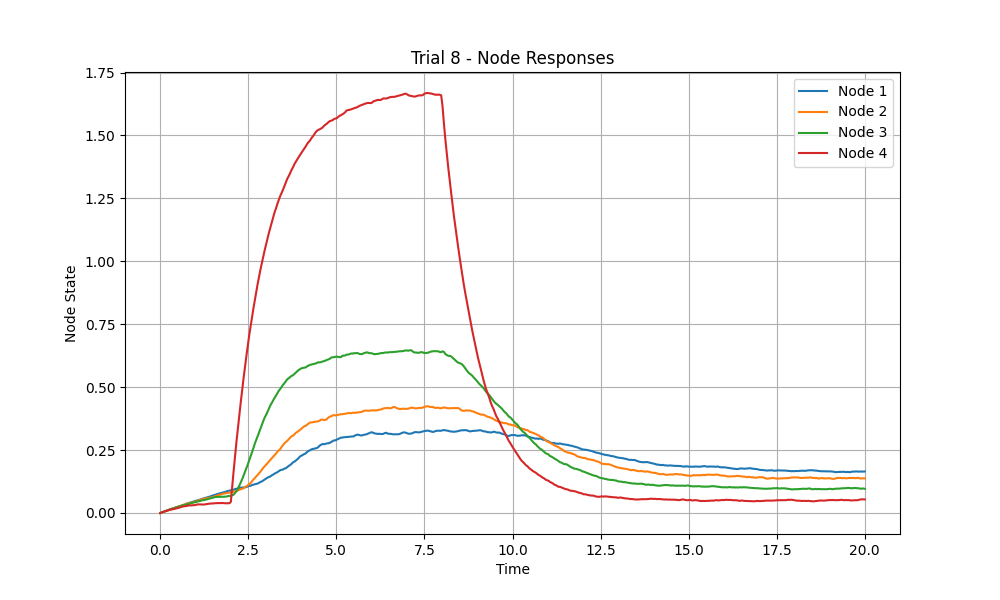 Trial 8 - Node Responses
Node State
1.75
1.50
1.25
1.00
0.75
0.50
0.25
0.00
Node 1
Node 2
Node 3
Node 4
0.0 2.5 5.0 7.5 10.0 12.5 15.0 17.5 20.0
Time